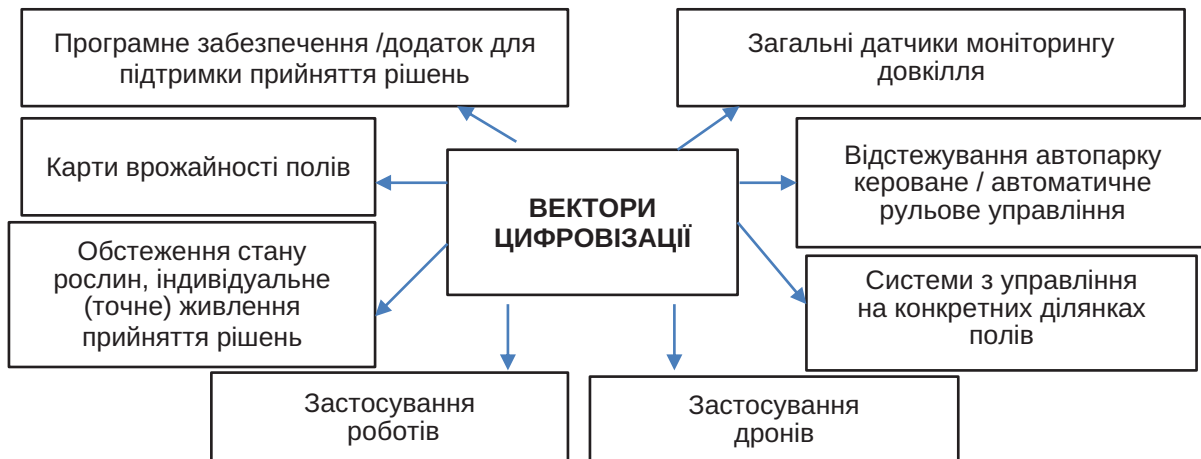 Програмне забезпечення /додаток для
підтримки прийняття рішень
Загальні датчики моніторингу
довкілля
Карти врожайності полів
ВЕКТОРИ
ЦИФРОВІЗАЦІЇ
Відстежування автопарку
кероване / автоматичне
рульове управління
Обстеження стану
рослин, індивідуальне
(точне) живлення
прийняття рішень
Системи з управління
на конкретних ділянках
полів
Застосування
роботів
Застосування
дронів